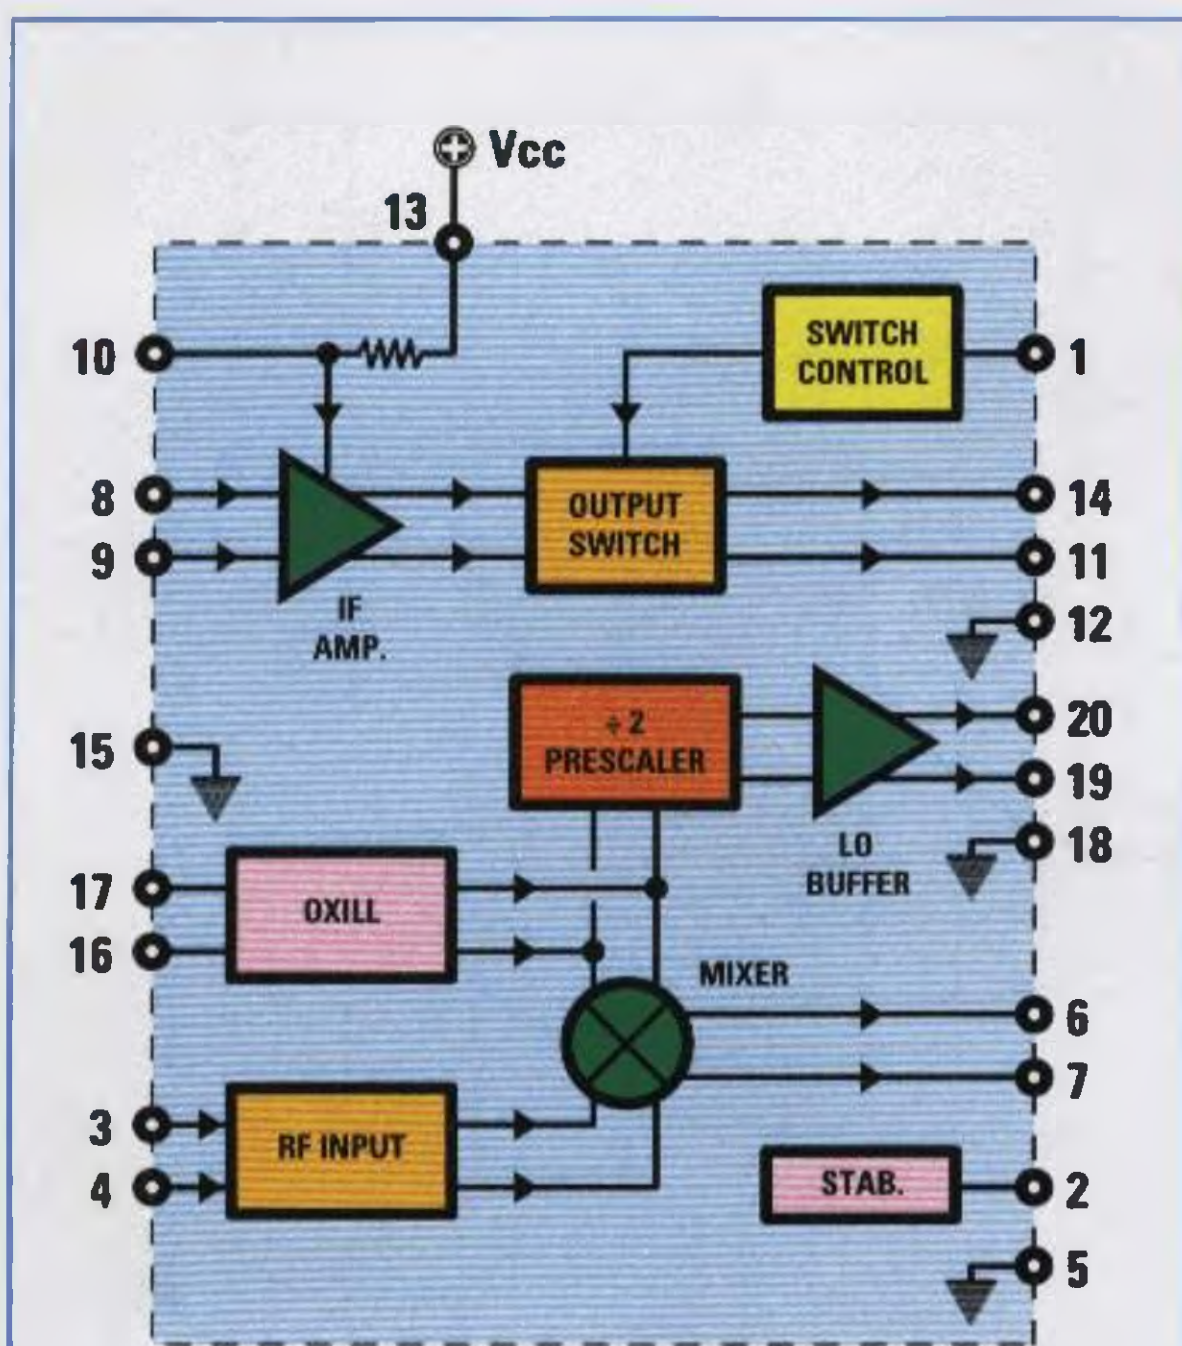 Vcc
13
10
SWITCH
CONTROL
1
8
OUTPUT
SWITCH
14
9
11
IF
AMP.
12
÷ 2
PRESCALER
20
15
19
LO
BUFFER
18
17
OXILL
16
MIXER
6
7
3
RF INPUT
4
STAB.
2
5